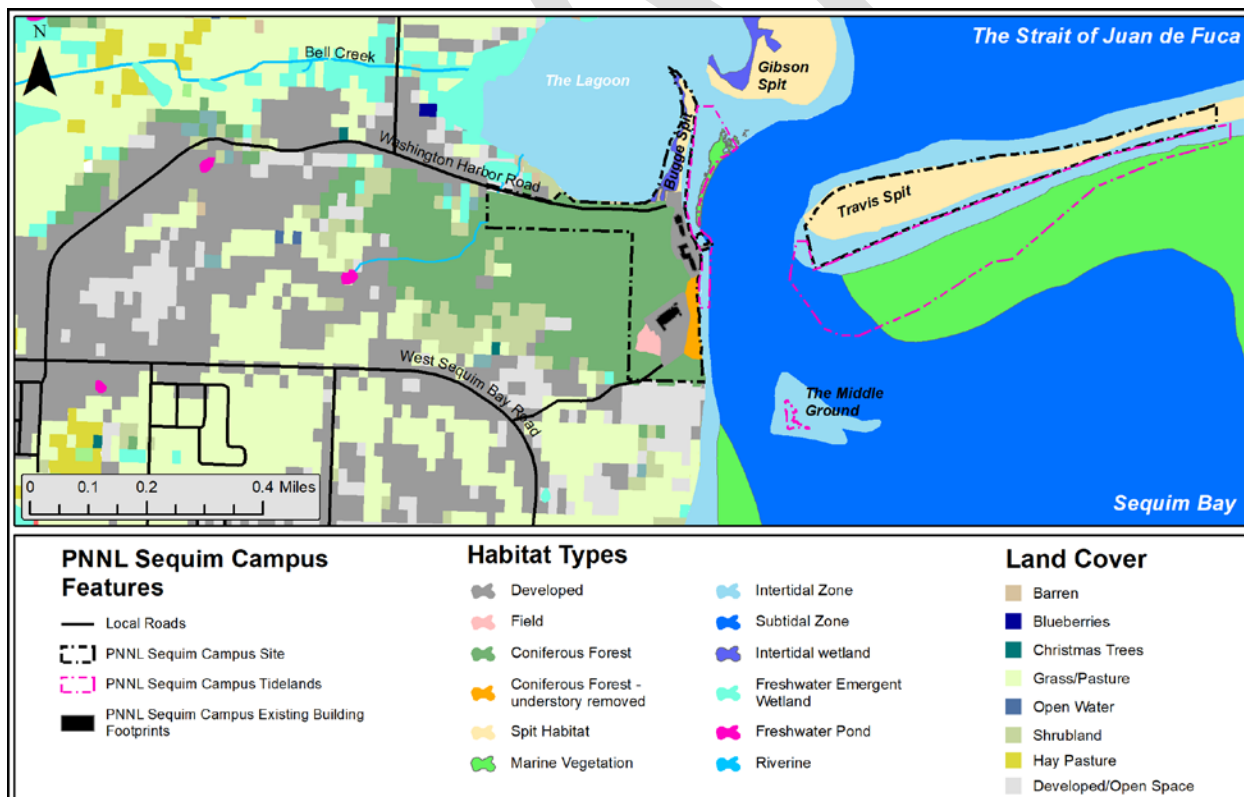 N
Bell Creek
The Strait of Juan de Fuca
The Lagoon
Gibson
Spit
Washington Harbor Road
Bugge Spit
Travis Spit
West Sequim Bay Road
The Middle
Ground
0 0.1 0.2 0.4 Miles
Sequim Bay
PNNL Sequim Campus
Features
Local Roads
PNNL Sequim Campus Site
PNNL Sequim Campus Tidelands
PNNL Sequim Campus Existing Building
Footprints
Habitat Types
Developed
Field
Coniferous Forest
Coniferous Forest -
understory removed
Spit Habitat
Marine Vegetation
Intertidal Zone
Subtidal Zone
Intertidal wetland
Freshwater Emergent
Wetland
Freshwater Pond
Riverine
Land Cover
Barren
Blueberries
Christmas Trees
Grass/Pasture
Open Water
Shrubland
Hay Pasture
Developed/Open Space